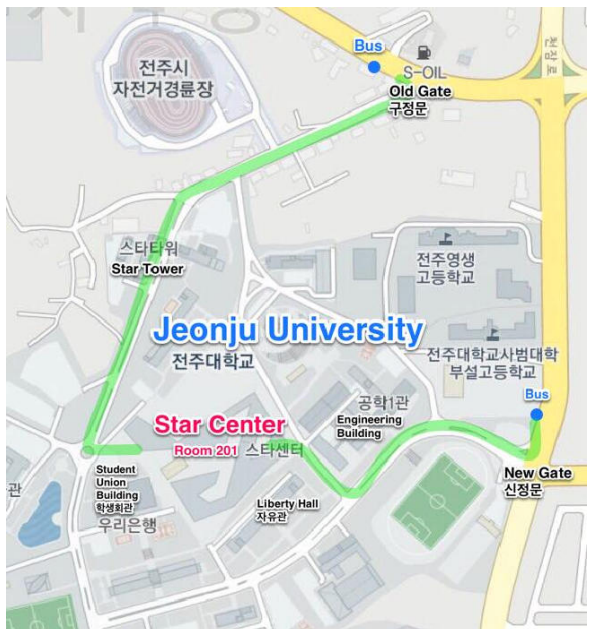 Bus
S-OIL
Old Gate
구정문
천잠로
전주시
자전거경륜장
스타타워
Star Tower
전주영생
고등학교
Jeonju University
전주대학교
전주대학교사범대학
부설고등학교
Bus
공학1관
Engineering
Building
Star Center
Room 201
스타센터
New Gate
신정문
Student
Union
Building
학생회관
우리은행
Liberty Hall
자유관
관